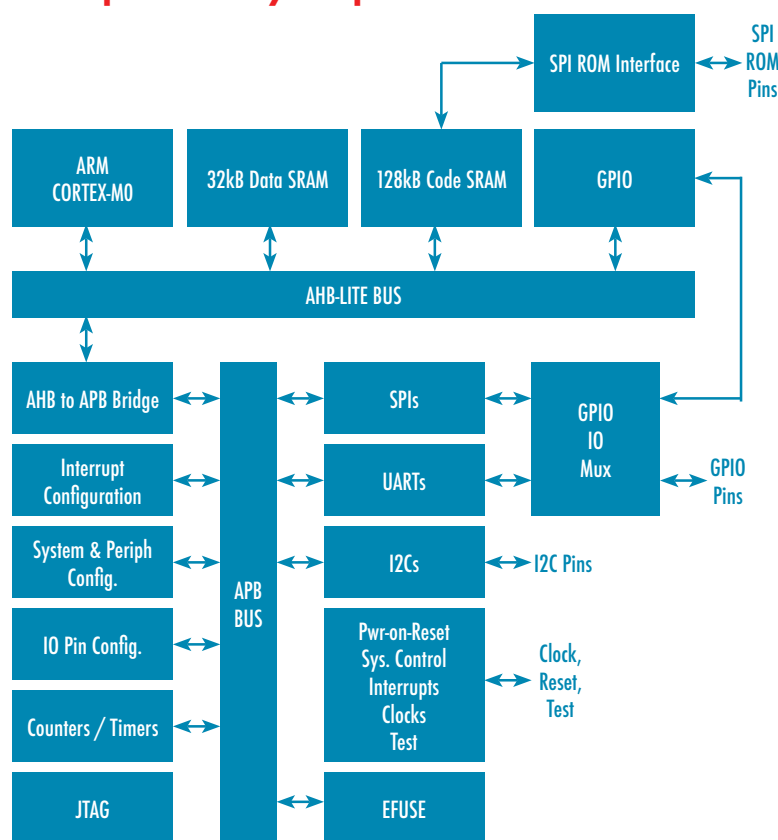 SPI
ROM
Pins
SPI ROM Interface
ARM
CORTEX-M0
32kB Data SRAM
128kB Code SRAM
GPIO
AHB-LITE BUS
AHB to APB Bridge
SPIs
GPIO
IO
Mux
Interrupt
Configuration
UARTs
GPIO
Pins
System & Periph
Config.
I2Cs
I2C Pins
APB
BUS
IO Pin Config.
Pwr-on-Reset
Sys. Control
Interrupts
Clocks
Test
Clock,
Reset,
Test
Counters / Timers
JTAG
EFUSE